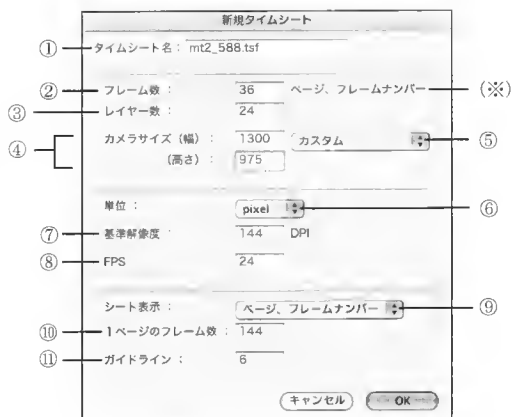 新規タイムシート
① タイムシート名： mt2_588.tsf
② フレーム数 ： 36 ページ、フレームナンバー (※)
③ レイヤー数 ： 24
④ カメラサイズ（幅） ： 1300 カスタム ⑤
（高さ） ： 975
単位 ： pixel ⑥
⑦ 基準解像度 ： 144 DPI
⑧ FPS 24
シート表示 ： ページ、フレームナンバー ⑨
⑩ 1ページのフレーム数 ： 144
⑪ ガイドライン ： 6
キャンセル OK